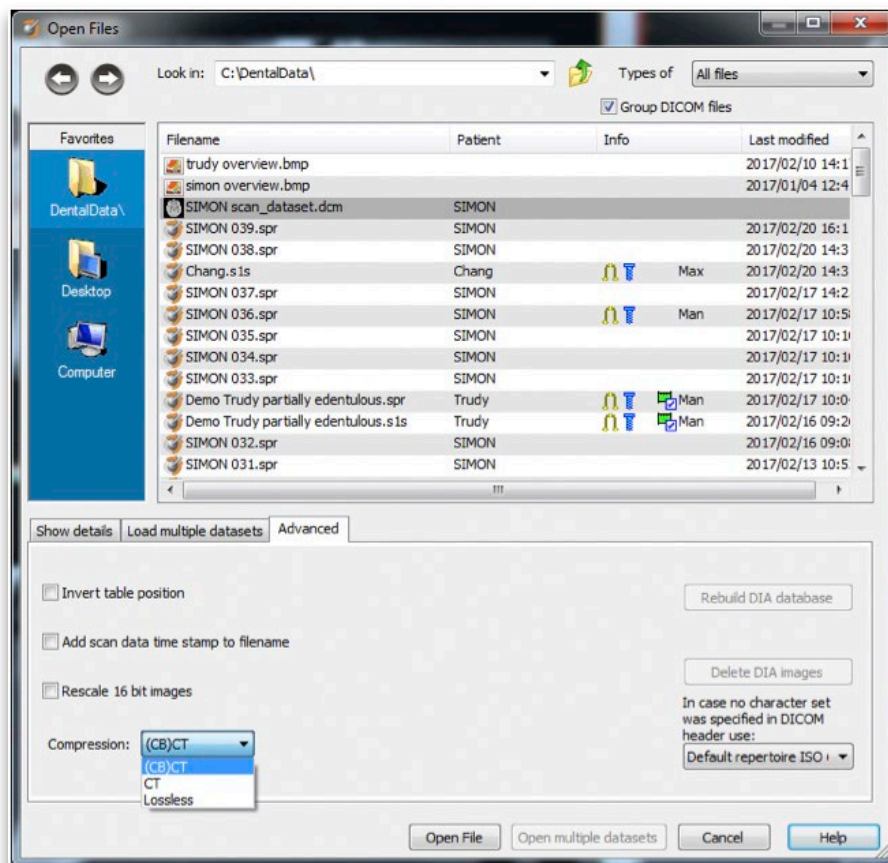 Open Files
Look in: C:\DentalData\ Types of All files
Group DICOM files
Favorites
DentalData\
Desktop
Computer
Filename Patient Info Last modified
trudy overview.bmp 2017/02/10 14:1
simon overview.bmp 2017/01/04 12:4
SIMON scan_dataset.dcm SIMON
SIMON 039.spr SIMON 2017/02/20 16:1
SIMON 038.spr SIMON 2017/02/20 14:3
Chang.s1s Chang Max 2017/02/20 14:3
SIMON 037.spr SIMON 2017/02/17 14:2
SIMON 036.spr SIMON Man 2017/02/17 10:5
SIMON 035.spr SIMON 2017/02/17 10:1
SIMON 034.spr SIMON 2017/02/17 10:1
SIMON 033.spr SIMON 2017/02/17 10:1
Demo Trudy partially edentulous.spr Trudy Man 2017/02/17 10:0
Demo Trudy partially edentulous.s1s Trudy Man 2017/02/16 09:2
SIMON 032.spr SIMON 2017/02/16 09:0
SIMON 031.spr SIMON 2017/02/13 10:5
Show details Load multiple datasets Advanced
Invert table position
Rebuild DIA database
Add scan data time stamp to filename
Delete DIA images
Rescale 16 bit images
In case no character set
was specified in DICOM
header use:
Compression: (CB)CT
Default repertoire ISO
(CB)CT
CT
Lossless
Open File Open multiple datasets Cancel Help